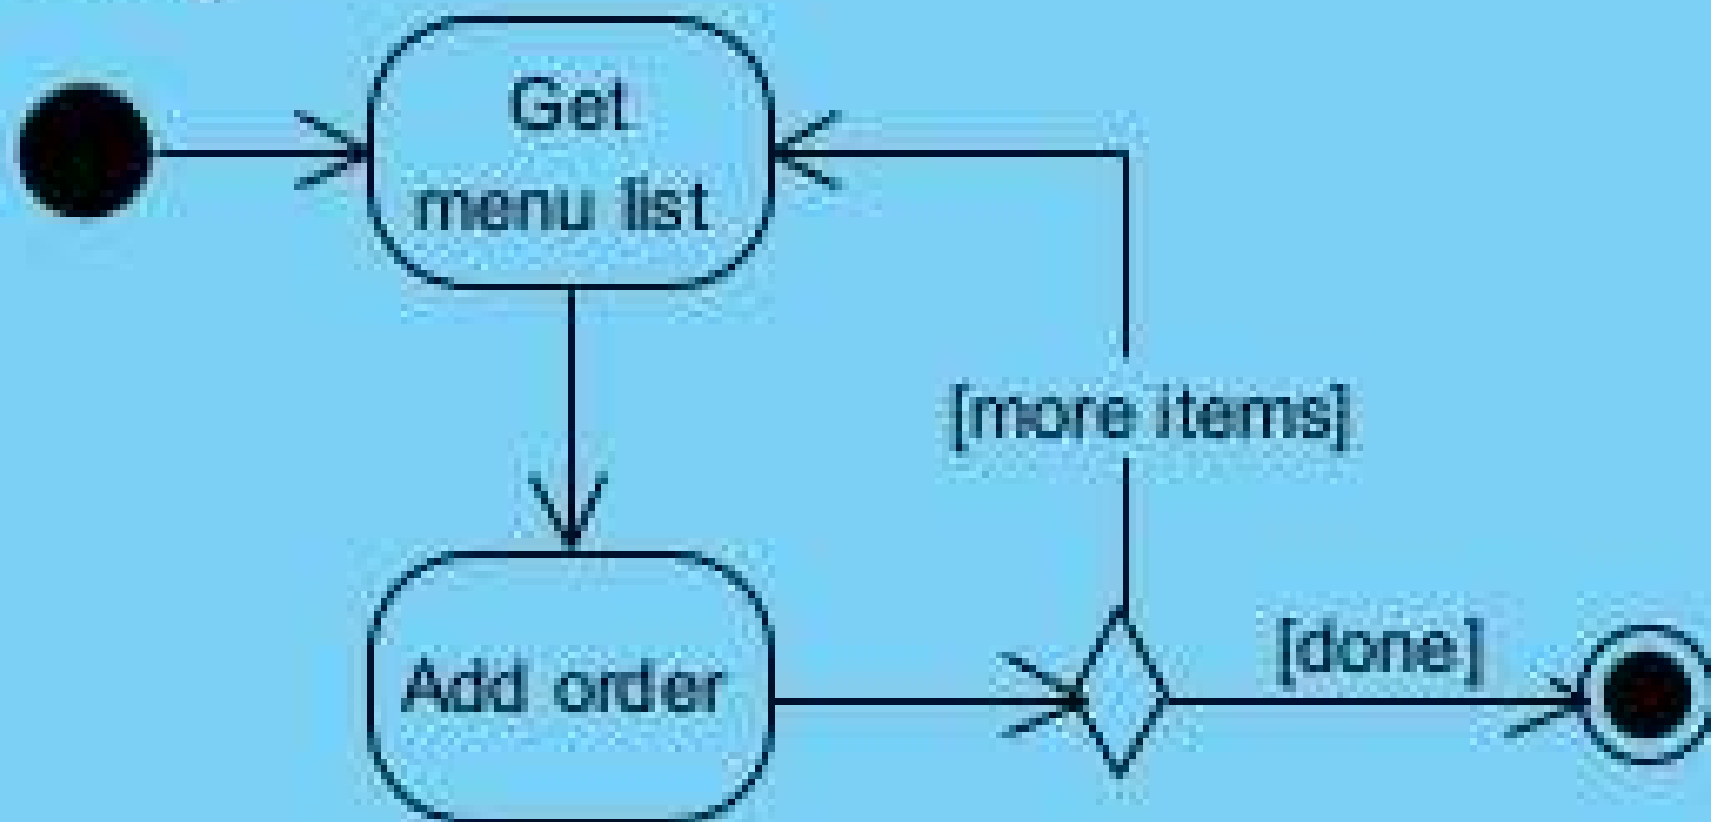 Get
menu list
[more items]
[done]
Add order